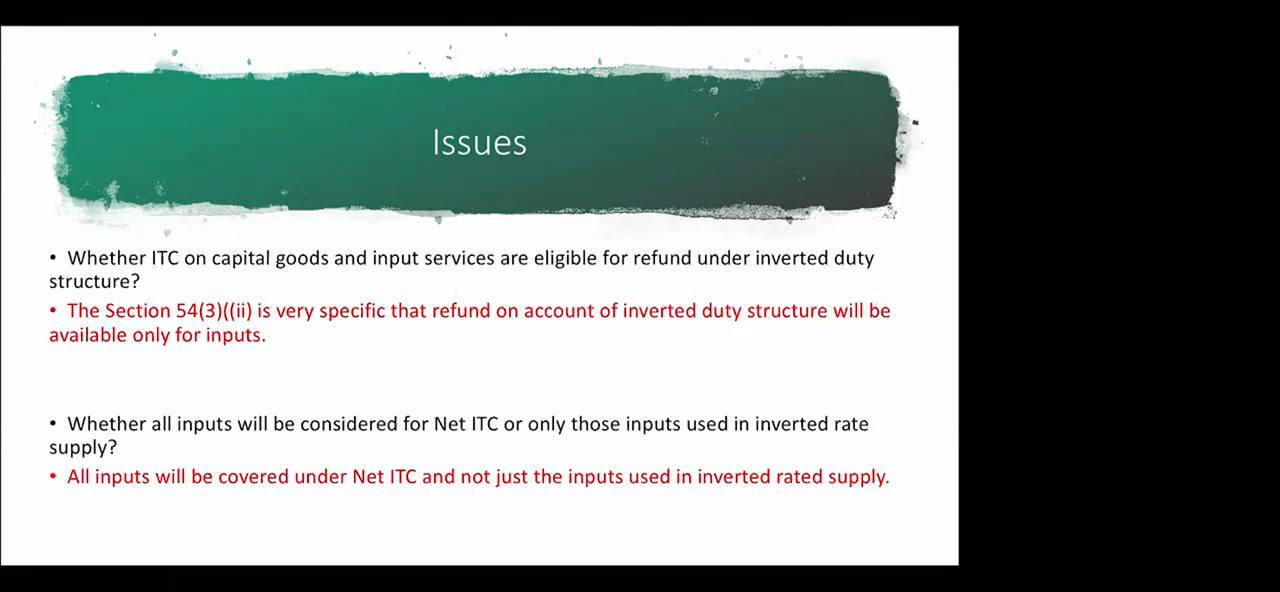 Issues
• Whether ITC on capital goods and input services are eligible for refund under inverted duty
structure?
• The Section 54(3)((ii) is very specific that refund on account of inverted duty structure will be
available only for inputs.
• Whether all inputs will be considered for Net ITC or only those inputs used in inverted rate
supply?
• All inputs will be covered under Net ITC and not just the inputs used in inverted rated supply.